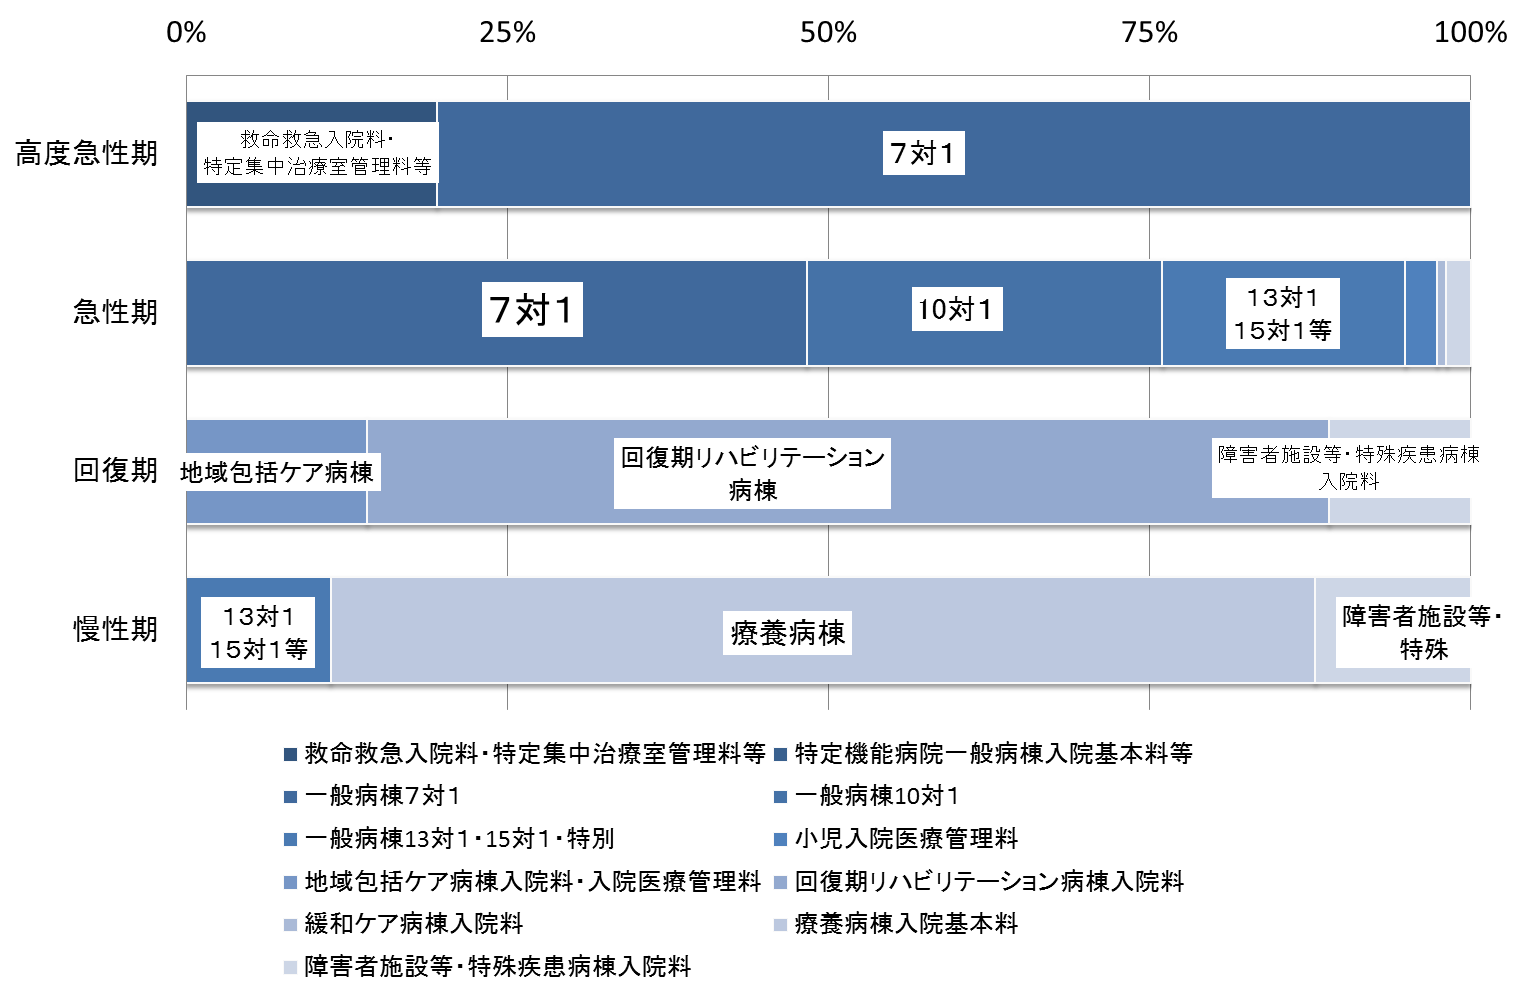 0%
25%
50%
75%
100%
高度急性期
救命救急入院料・
特定集中治療室管理料等
７対１
急性期
７対１
10対１
１３対１
１５対１等
回復期
地域包括ケア病棟
回復期リハビリテーション
病棟
障害者施設等・特殊疾患病棟
入院料
慢性期
１３対１
１５対１等
療養病棟
障害者施設等・
特殊
救命救急入院料・特定集中治療室管理料等
特定機能病院一般病棟入院基本料等
一般病棟７対１
一般病棟10対１
一般病棟13対１・15対１・特別
小児入院医療管理料
地域包括ケア病棟入院料・入院医療管理料
回復期リハビリテーション病棟入院料
緩和ケア病棟入院料
療養病棟入院基本料
障害者施設等・特殊疾患病棟入院料